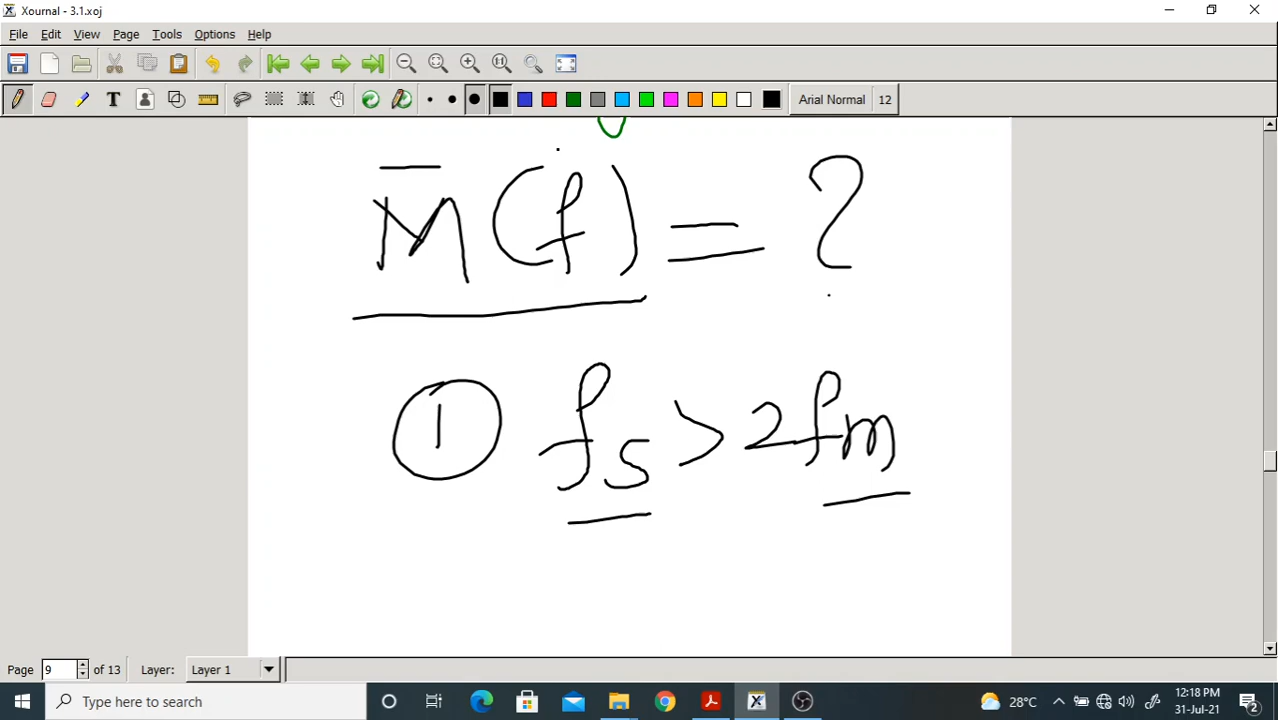 Xournal - 3.1.xoj
File Edit View Page Tools Options Help
T Arial Normal 12
M̅(f) = ?
① fs > 2fm
Page 9 of 13 Layer: Layer 1
Type here to search
28°C
12:18 PM
31-Jul-21
2